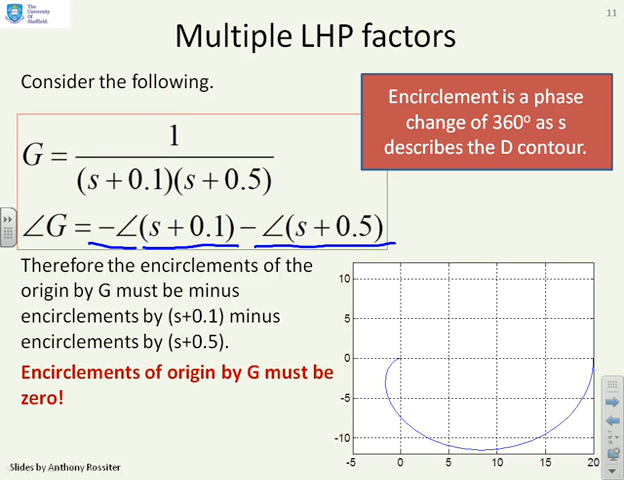 The
University
Of
Sheffield.
11
Multiple LHP factors
Consider the following.
Encirclement is a phase
change of 360° as s
describes the D contour.
G = 1 / (s + 0.1)(s + 0.5)
∠G = −∠(s + 0.1) − ∠(s + 0.5)
Therefore the encirclements of the
origin by G must be minus
encirclements by (s+0.1) minus
encirclements by (s+0.5).
Encirclements of origin by G must be
zero!
10
5
0
-5
-10
-5 0 5 10 15 20
Slides by Anthony Rossiter